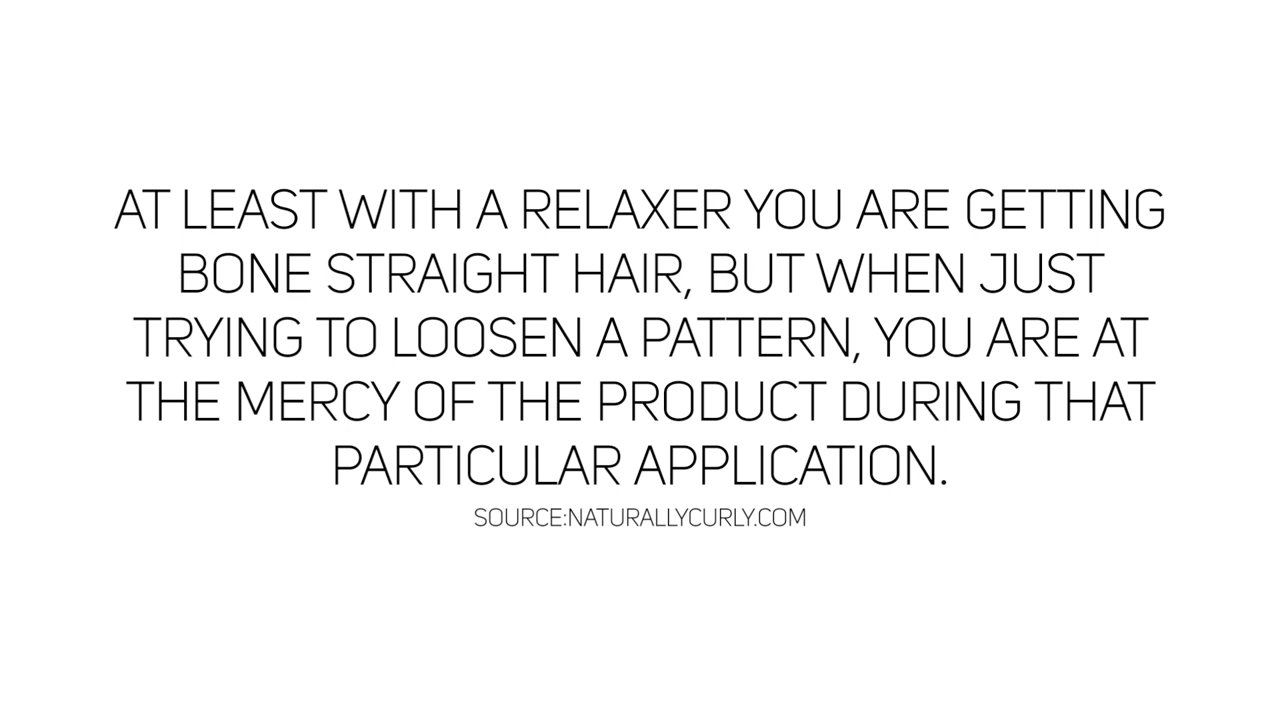 AT LEAST WITH A RELAXER YOU ARE GETTING
BONE STRAIGHT HAIR, BUT WHEN JUST
TRYING TO LOOSEN A PATTERN, YOU ARE AT
THE MERCY OF THE PRODUCT DURING THAT
PARTICULAR APPLICATION.
SOURCE:NATURALLYCURLY.COM